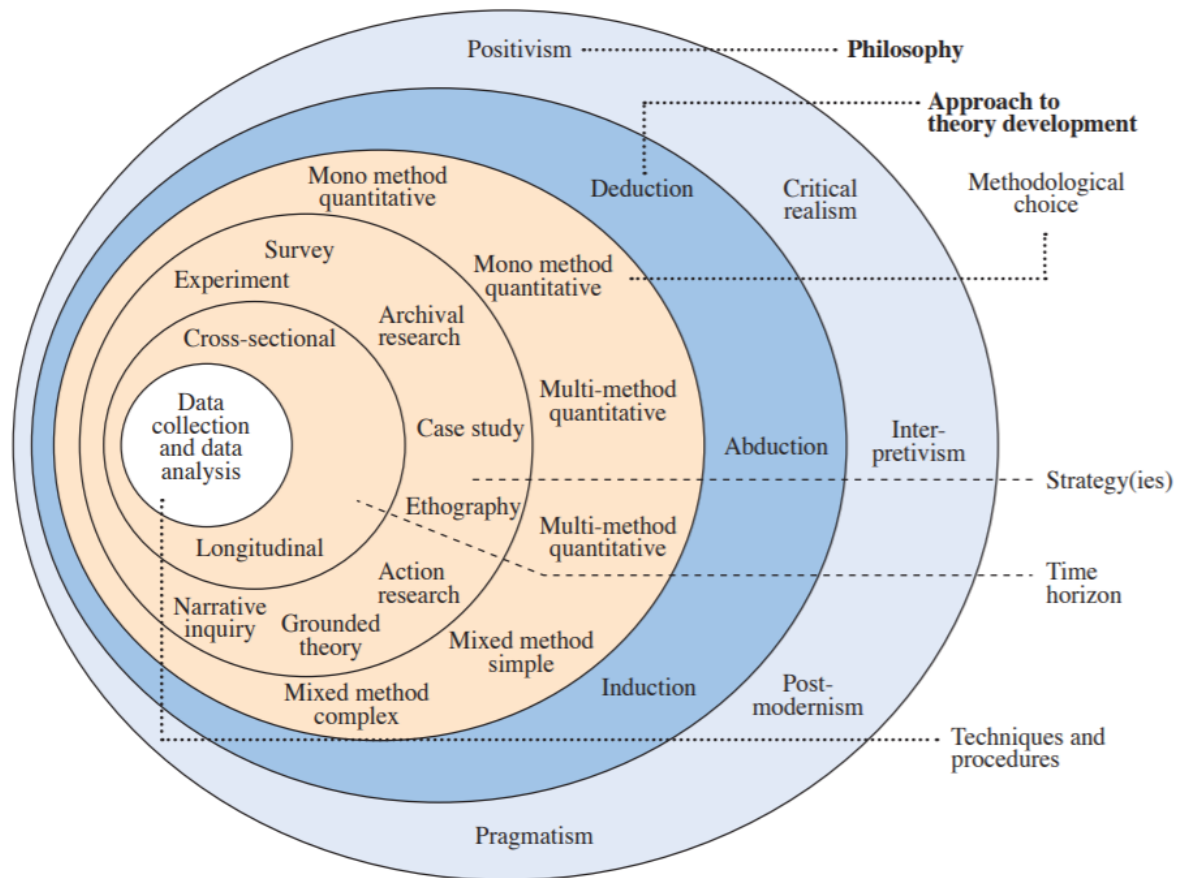 Positivism
Philosophy
Approach to
theory development
Mono method
quantitative
Deduction
Critical
realism
Methodological
choice
Survey
Experiment
Mono method
quantitative
Archival
research
Cross-sectional
Data
collection
and data
analysis
Multi-method
quantitative
Case study
Abduction
Inter-
pretivism
Strategy(ies)
Ethography
Multi-method
quantitative
Longitudinal
Action
research
Time
horizon
Narrative
inquiry
Grounded
theory
Mixed method
simple
Mixed method
complex
Induction
Post-
modernism
Techniques and
procedures
Pragmatism